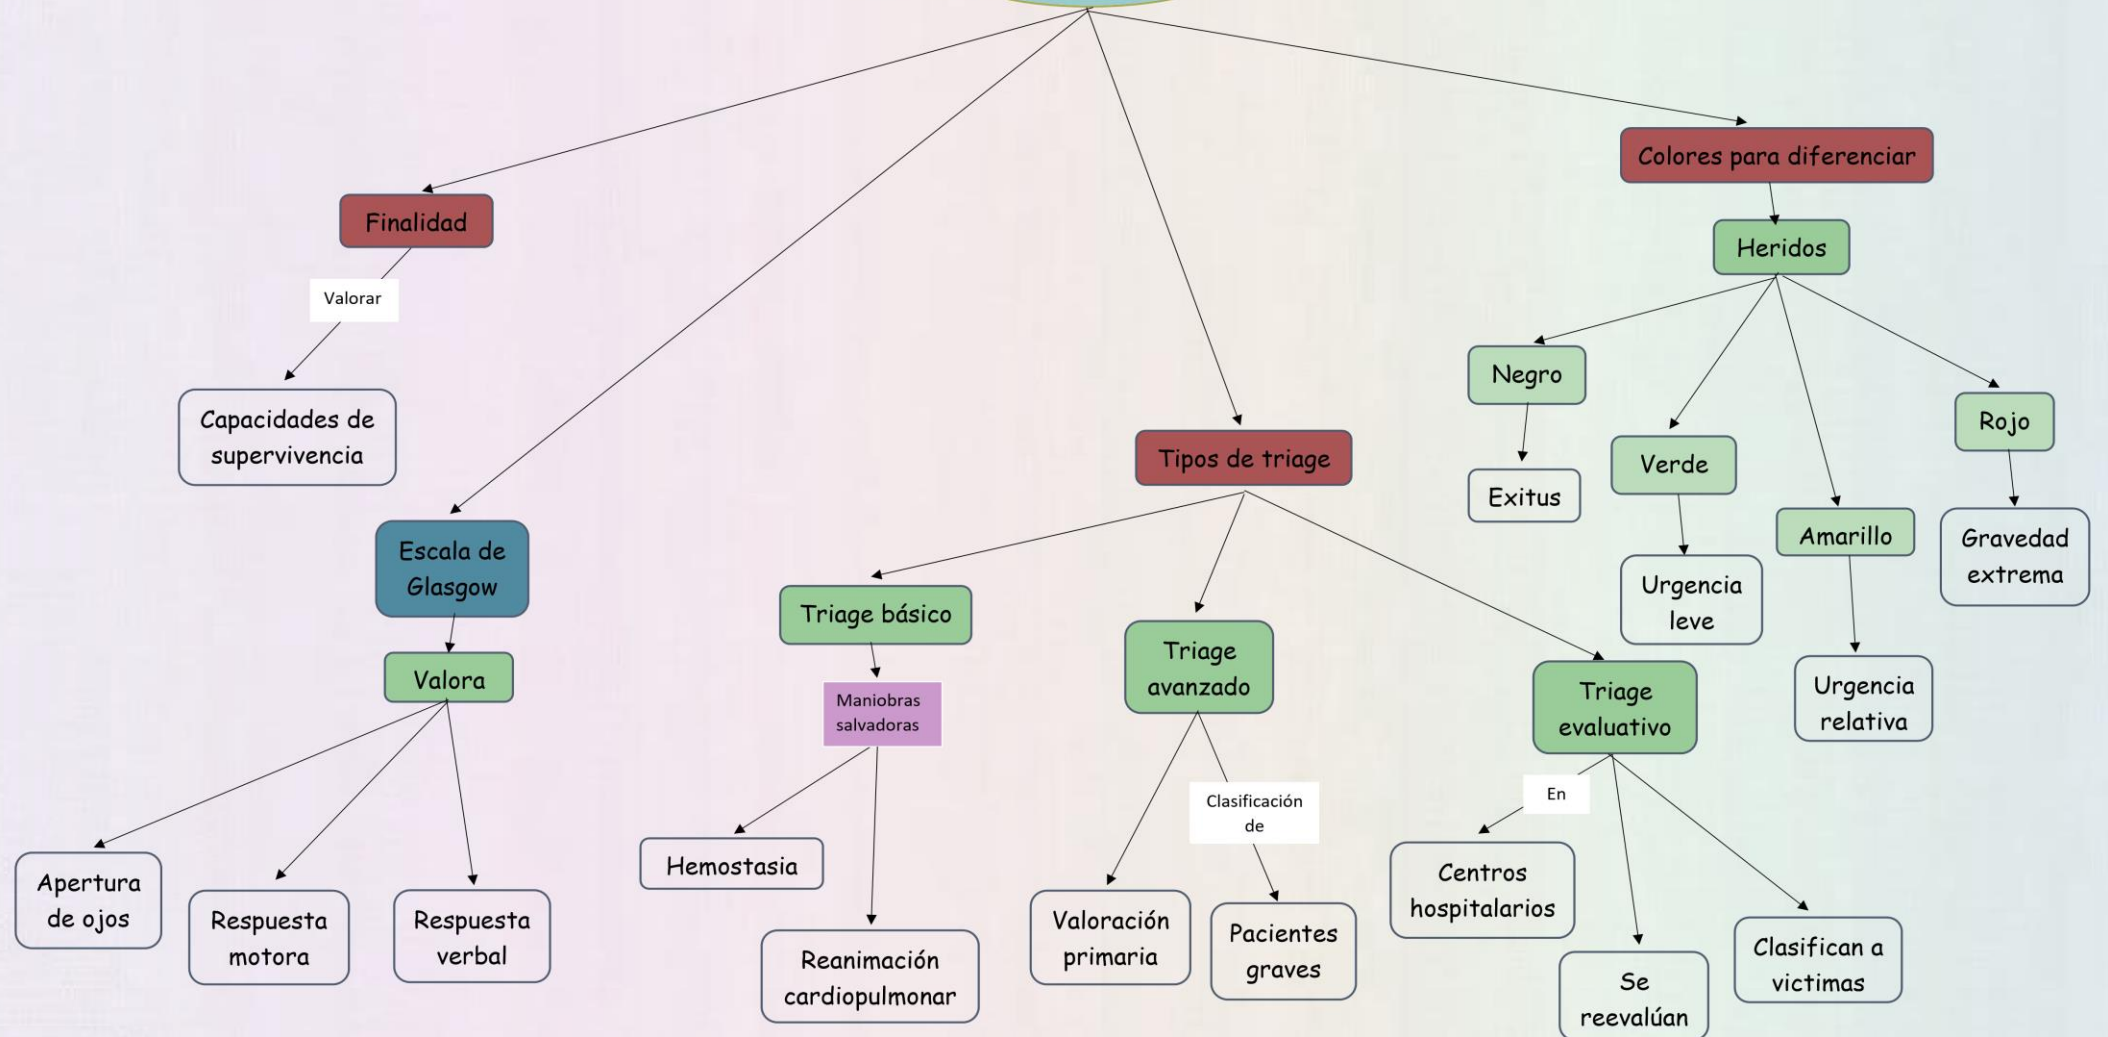 Colores para diferenciar
Finalidad
Heridos
Valorar
Negro
Rojo
Capacidades de
supervivencia
Tipos de triage
Verde
Exitus
Escala de
Glasgow
Amarillo
Gravedad
extrema
Urgencia
leve
Triage básico
Triage
avanzado
Valora
Triage
evaluativo
Urgencia
relativa
Maniobras
salvadoras
En
Clasificación
de
Hemostasia
Centros
hospitalarios
Apertura
de ojos
Respuesta
motora
Respuesta
verbal
Valoración
primaria
Pacientes
graves
Clasifican a
victimas
Reanimación
cardiopulmonar
Se
reevalúan